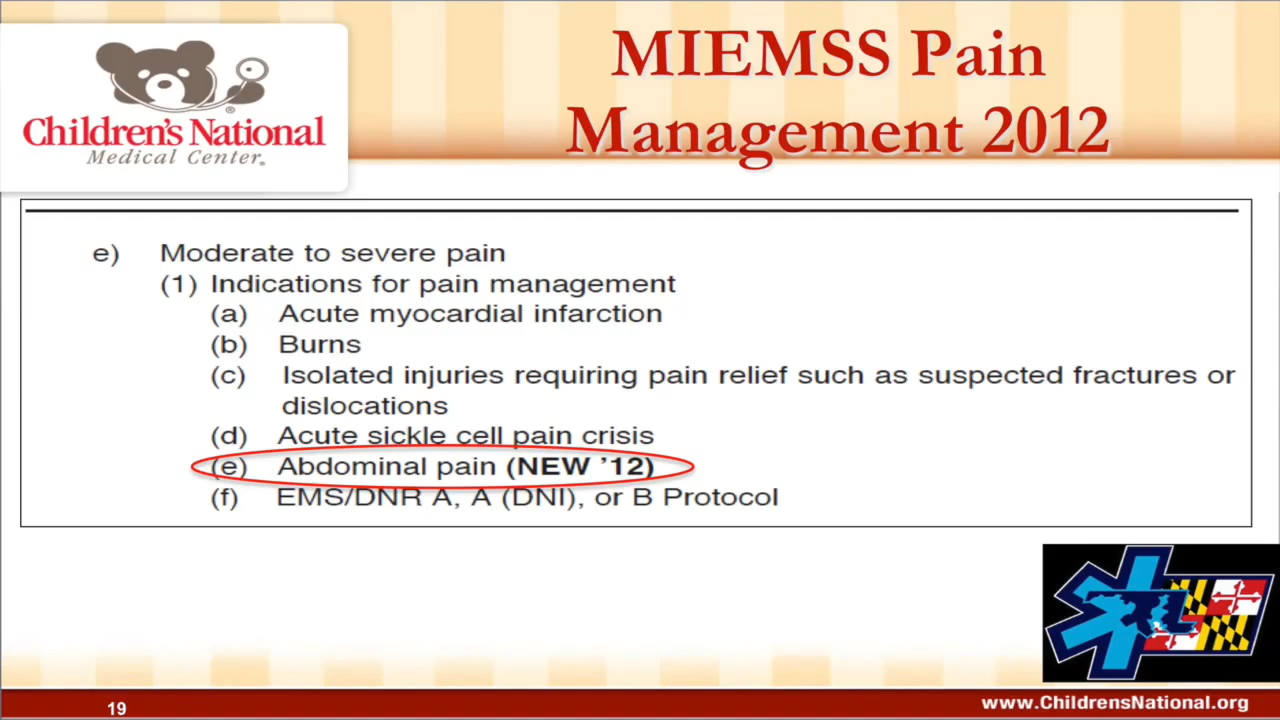 MIEMSS Pain
Management 2012
Children's National
Medical Center
®
e) Moderate to severe pain
(1) Indications for pain management
(a) Acute myocardial infarction
(b) Burns
(c) Isolated injuries requiring pain relief such as suspected fractures or
dislocations
(d) Acute sickle cell pain crisis
(e) Abdominal pain (NEW ’12)
(f) EMS/DNR A, A (DNI), or B Protocol
19
www.ChildrensNational.org